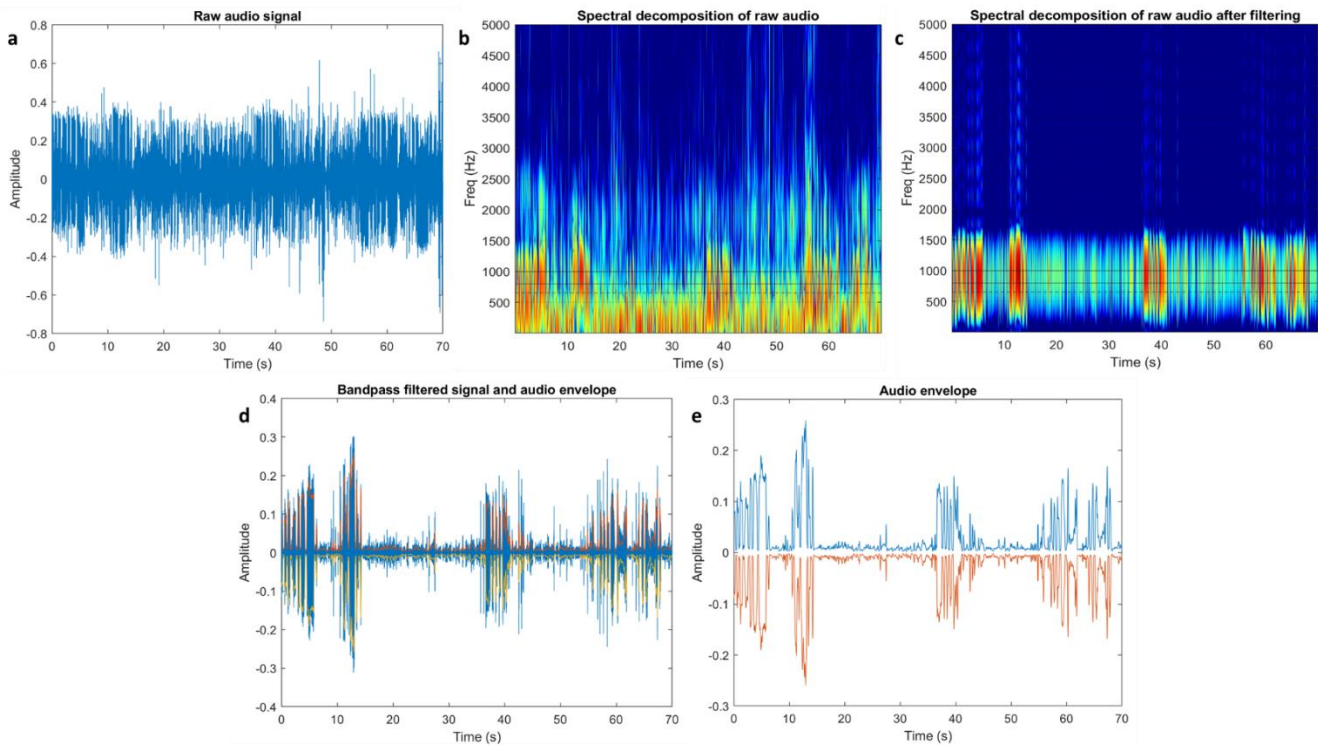 a
Raw audio signal
0.8
0.6
0.4
0.2
0
-0.2
-0.4
-0.6
-0.8
Amplitude
0 10 20 30 40 50 60 70
Time (s)
b
Spectral decomposition of raw audio
5000
4500
4000
3500
3000
2500
2000
1500
1000
500
Freq (Hz)
10 20 30 40 50 60
Time (s)
c
Spectral decomposition of raw audio after filtering
5000
4500
4000
3500
3000
2500
2000
1500
1000
500
Freq (Hz)
10 20 30 40 50 60
Time (s)
d
Bandpass filtered signal and audio envelope
0.4
0.3
0.2
0.1
0
-0.1
-0.2
-0.3
-0.4
Amplitude
0 10 20 30 40 50 60 70
Time (s)
e
Audio envelope
0.3
0.2
0.1
0
-0.1
-0.2
-0.3
Amplitude
0 10 20 30 40 50 60 70
Time (s)